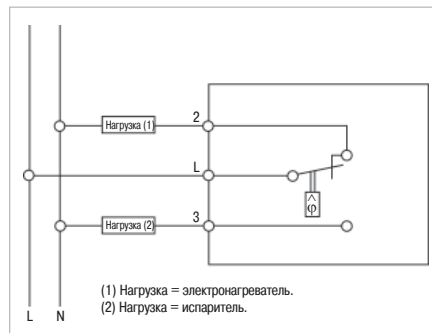 2
Нагрузка (1)
L
φ
3
Нагрузка (2)
(1) Нагрузка = электронагреватель.
(2) Нагрузка = испаритель.
L N